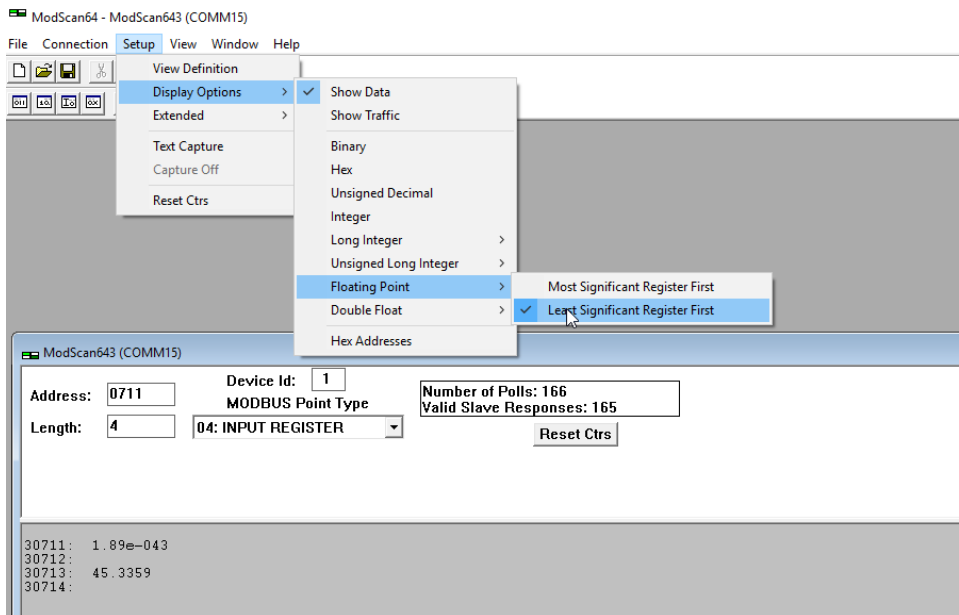 ModScan64 - ModScan643 (COMM15)
File Connection Setup View Window Help
View Definition
Display Options
Extended
Text Capture
Capture Off
Reset Ctrs
Show Data
Show Traffic
Binary
Hex
Unsigned Decimal
Integer
Long Integer
Unsigned Long Integer
Floating Point
Double Float
Hex Addresses
Most Significant Register First
Least Significant Register First
ModScan643 (COMM15)
Address: 0711
Device Id: 1
MODBUS Point Type
Length: 4
04: INPUT REGISTER
Number of Polls: 166
Valid Slave Responses: 165
Reset Ctrs
30711: 1.89e-043
30712:
30713: 45.3359
30714: